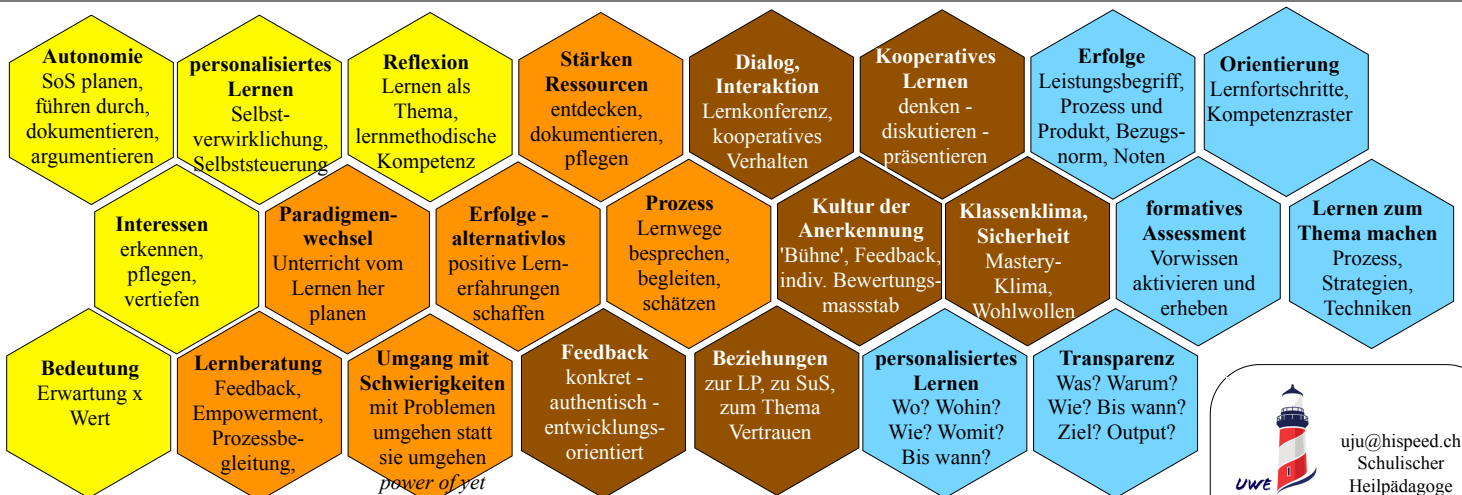 Autonomie
SoS planen,
führen durch,
dokumentieren,
argumentieren
personalisiertes
Lernen
Selbst-
verwirklichung,
Selbststeuerung
Reflexion
Lernen als
Thema,
lernmethodische
Kompetenz
Stärken
Ressourcen
entdecken,
dokumentieren,
pflegen
Dialog,
Interaktion
Lernkonferenz,
kooperatives
Verhalten
Kooperatives
Lernen
denken -
diskutieren -
präsentieren
Erfolge
Leistungsbegriff,
Prozess und
Produkt, Bezugs-
norm, Noten
Orientierung
Lernfortschritte,
Kompetenzraster
Interessen
erkennen,
pflegen,
vertiefen
Paradigmen-
wechsel
Unterricht vom
Lernen her
planen
Erfolge -
alternativlos
positive Lern-
erfahrungen
schaffen
Prozess
Lernwege
besprechen,
begleiten,
schätzen
Kultur der
Anerkennung
'Bühne', Feedback,
indiv. Bewertungs-
massstab
Klassenklima,
Sicherheit
Mastery-
Klima,
Wohlwollen
formatives
Assessment
Vorwissen
aktivieren und
erheben
Lernen zum
Thema machen
Prozess,
Strategien,
Techniken
Bedeutung
Erwartung x
Wert
Lernberatung
Feedback,
Empowerment,
Prozessbe-
gleitung,
Umgang mit
Schwierigkeiten
mit Problemen
umgehen statt
sie umgehen
power of yet
Feedback
konkret -
authentisch -
entwicklungs-
orientiert
Beziehungen
zur LP, zu SuS,
zum Thema
Vertrauen
personalisiertes
Lernen
Wo? Wohin?
Wie? Womit?
Bis wann?
Transparenz
Was? Warum?
Wie? Bis wann?
Ziel? Output?
UWE
uju@hispeed.ch
Schulischer
Heilpädagoge